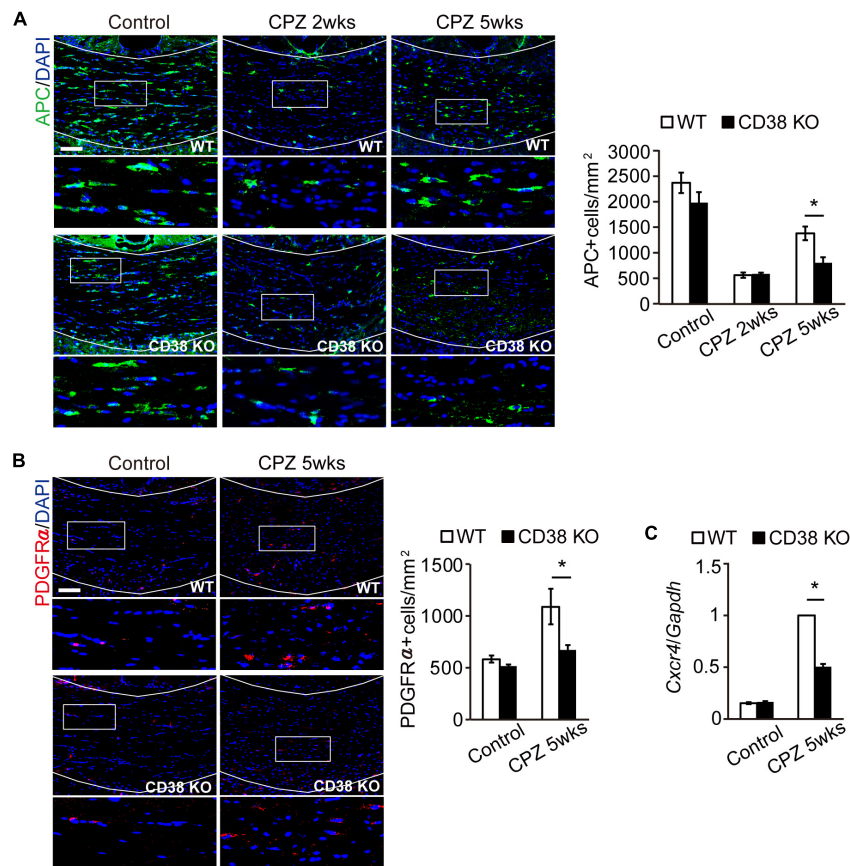 A
Control
CPZ 2wks
CPZ 5wks
APC/DAPI
WT
WT
WT
CD38 KO
CD38 KO
CD38 KO
WT
CD38 KO
APC+cells/mm²
3000
2500
2000
1500
1000
500
0
*
Control
CPZ 2wks
CPZ 5wks
B
Control
CPZ 5wks
PDGFRα/DAPI
WT
WT
CD38 KO
CD38 KO
WT
CD38 KO
PDGFRα+cells/mm²
1500
1000
500
0
*
Control
CPZ 5wks
C
WT
CD38 KO
Cxcr4/Gapdh
1
0.5
0
*
Control
CPZ 5wks